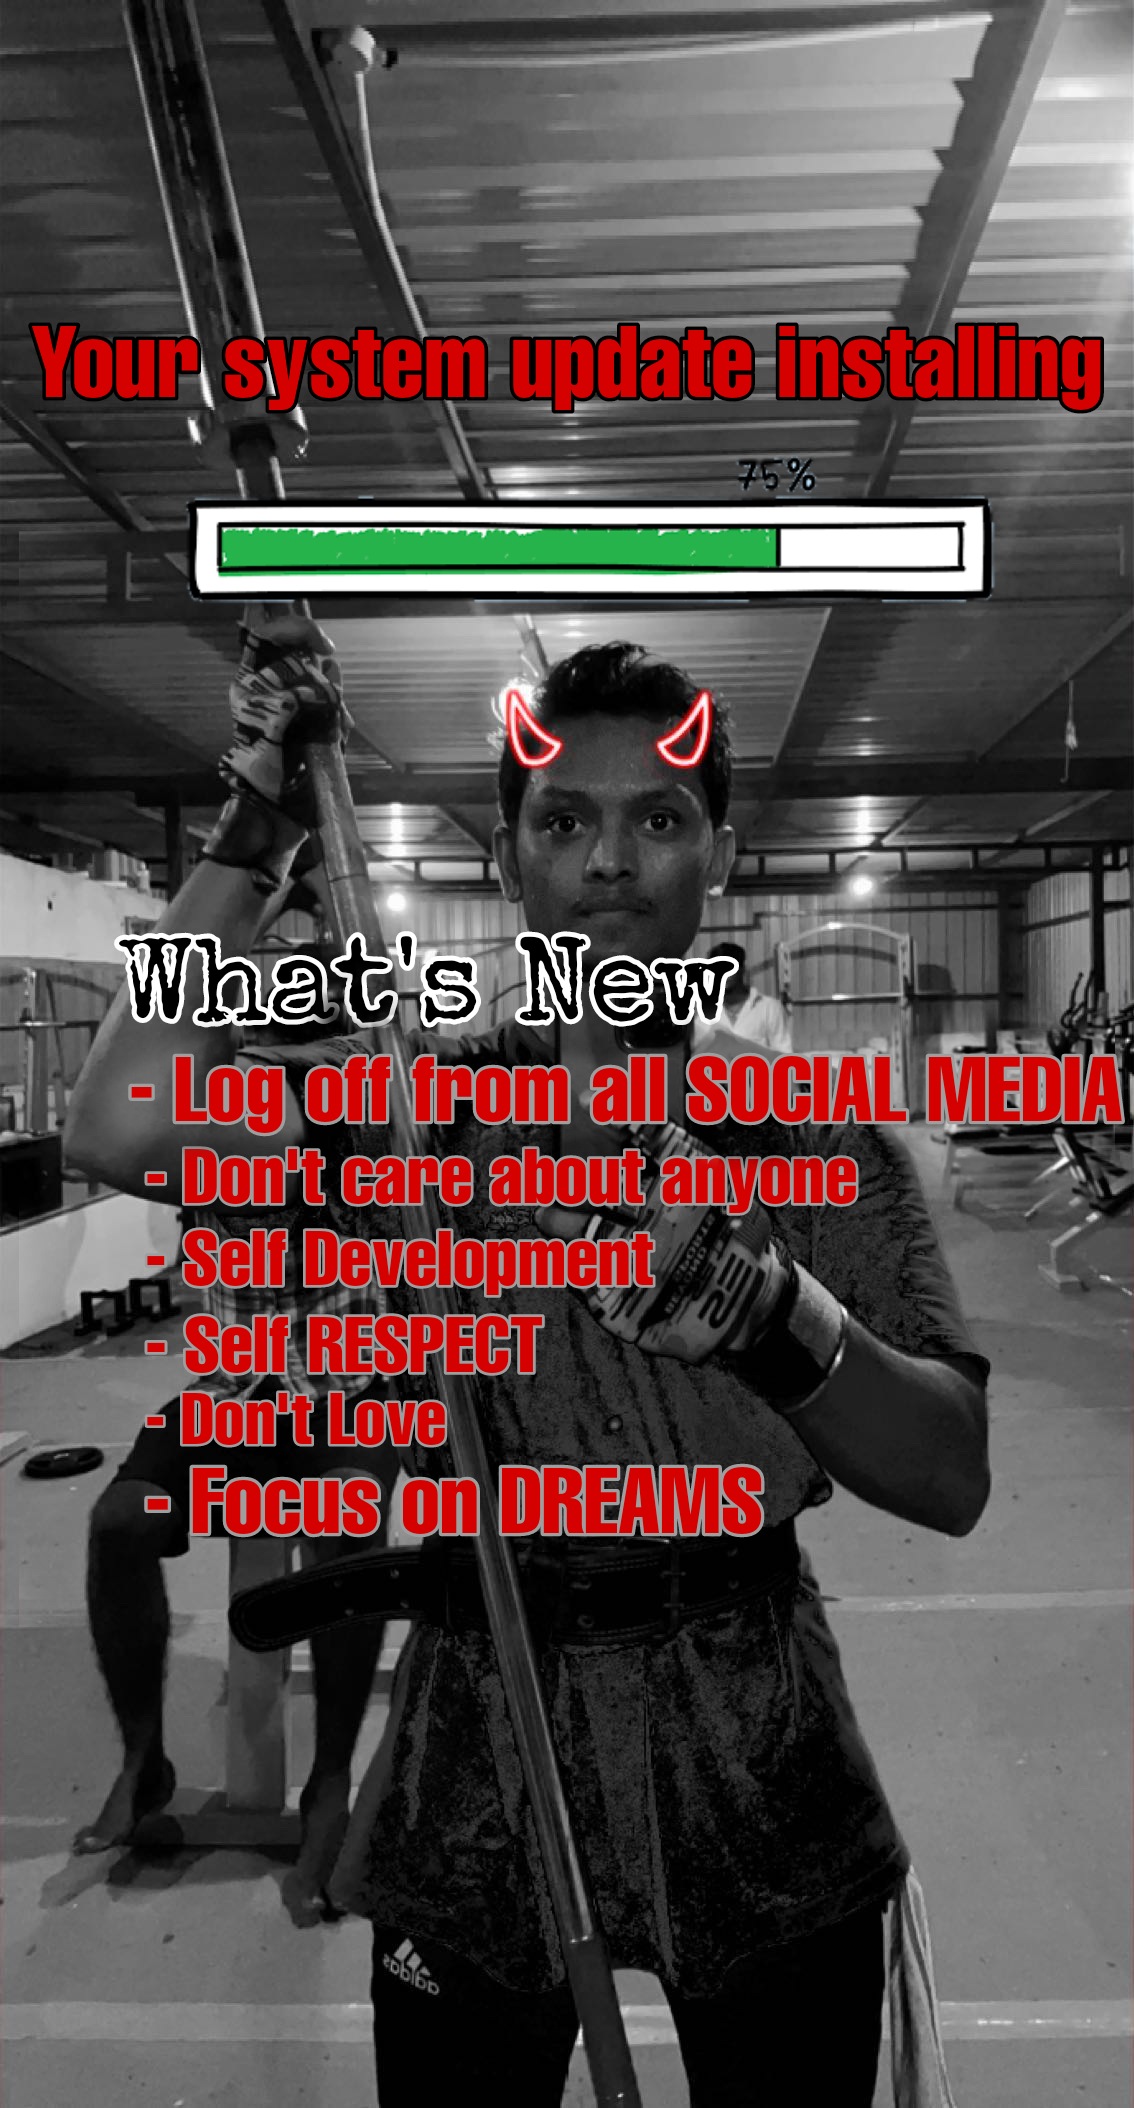 Your system update installing
75%
What's New
- Log off from all SOCIAL MEDIA
- Don't care about anyone
- Self Development
- Self RESPECT
- Don't Love
- Focus on DREAMS
adidas